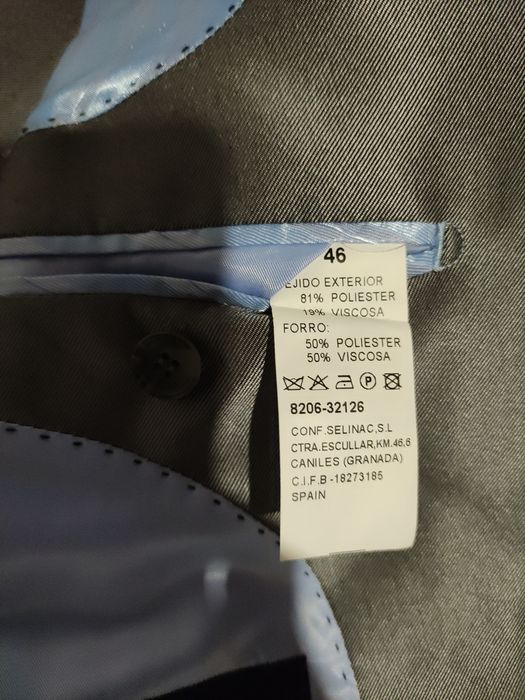 46
EJIDO EXTERIOR
81% POLIESTER
19% VISCOSA
FORRO:
50% POLIESTER
50% VISCOSA
P
8206-32126
CONF.SELINAC,S.L
CTRA.ESCULLAR,KM.46,6
CANILES (GRANADA)
C.I.F.B-18273185
SPAIN